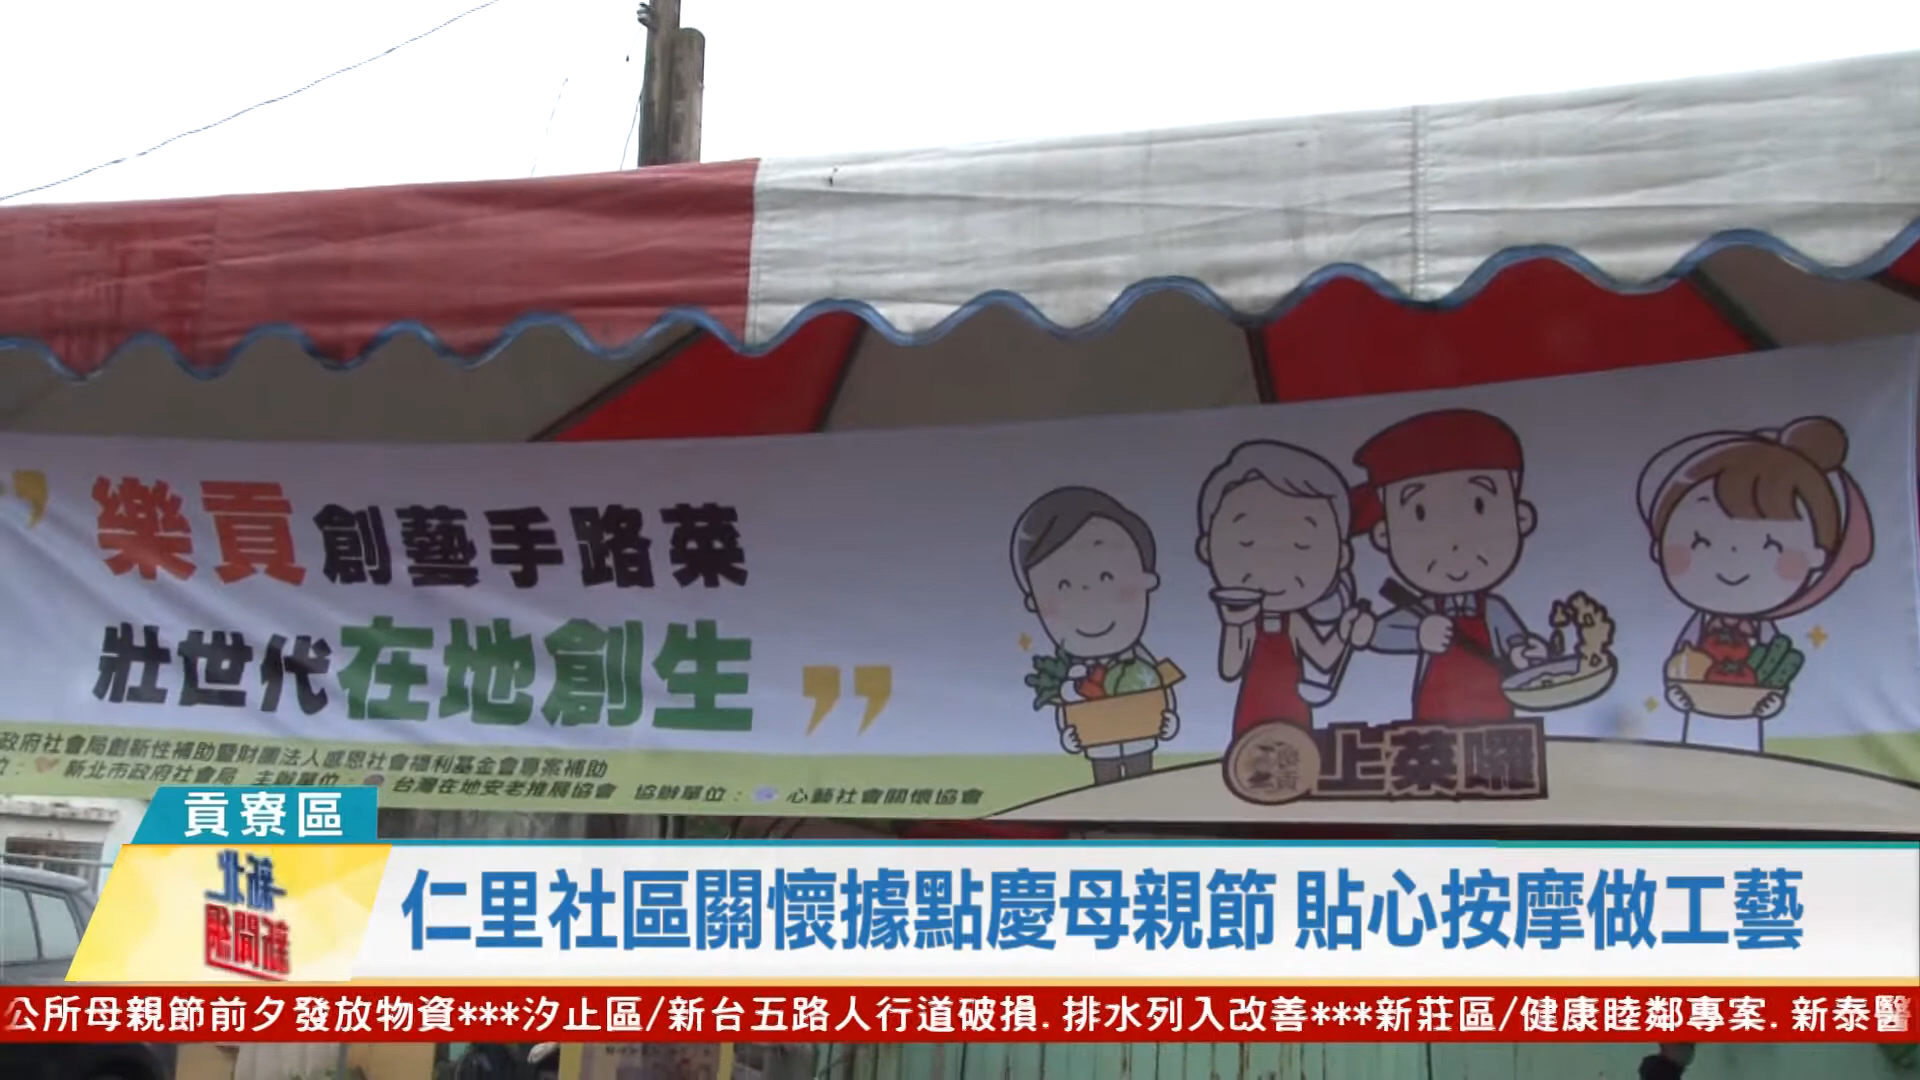 樂貢創藝手路菜
壯世代在地創生
政府社會局創新性補助暨財團法人感恩社會福利基金會專案補助
位：新北市政府社會局 主辦單位：台灣在地安老推展協會 協辦單位：心藝社會關懷協會
上菜囉
貢寮區
仁里社區關懷據點慶母親節 貼心按摩做工藝
公所母親節前夕發放物資***汐止區/新台五路人行道破損.排水列入改善***新莊區/健康睦鄰專案.新泰醫